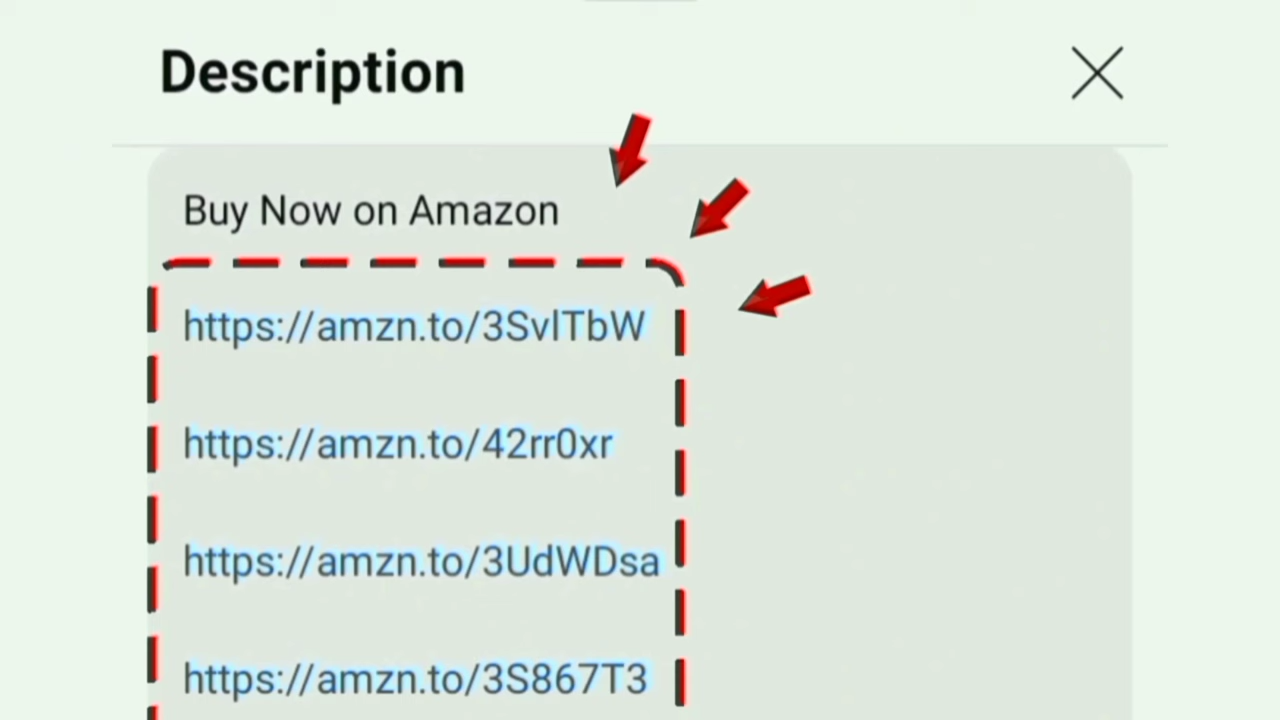 Description
Buy Now on Amazon
https://amzn.to/3SvlTbW
https://amzn.to/42rr0xr
https://amzn.to/3UdWDsa
https://amzn.to/3S867T3